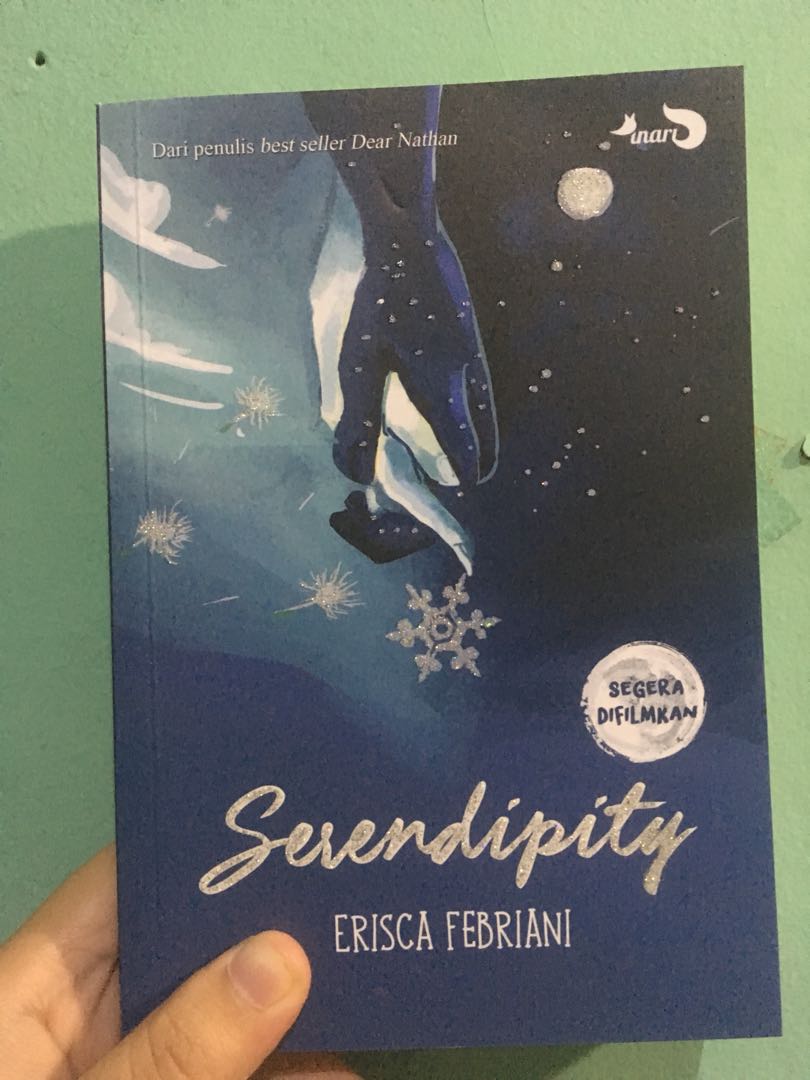 Dari penulis best seller Dear Nathan
inari
SEGERA
DIFILMKAN
Serendipity
ERISCA FEBRIANI